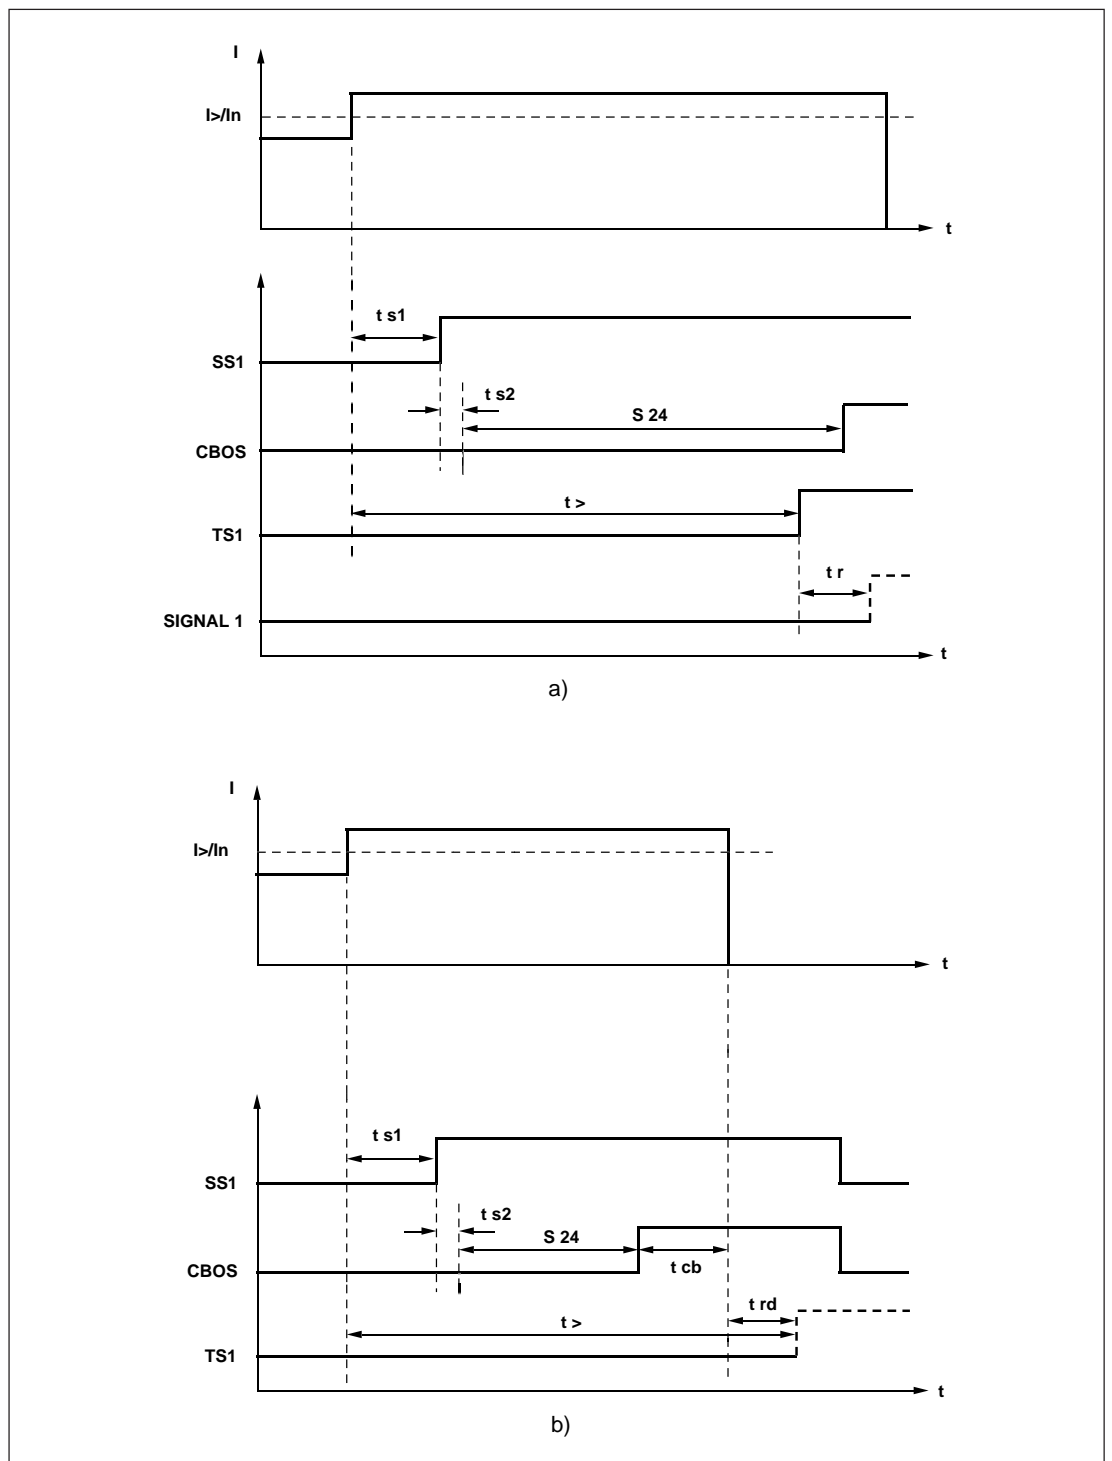 I
I>/In
t
t s1
SS1
t s2
S 24
CBOS
t >
TS1
t r
SIGNAL 1
t
a)
I
I>/In
t
t s1
SS1
t s2
S 24
CBOS
t cb
t rd
t >
TS1
t
b)